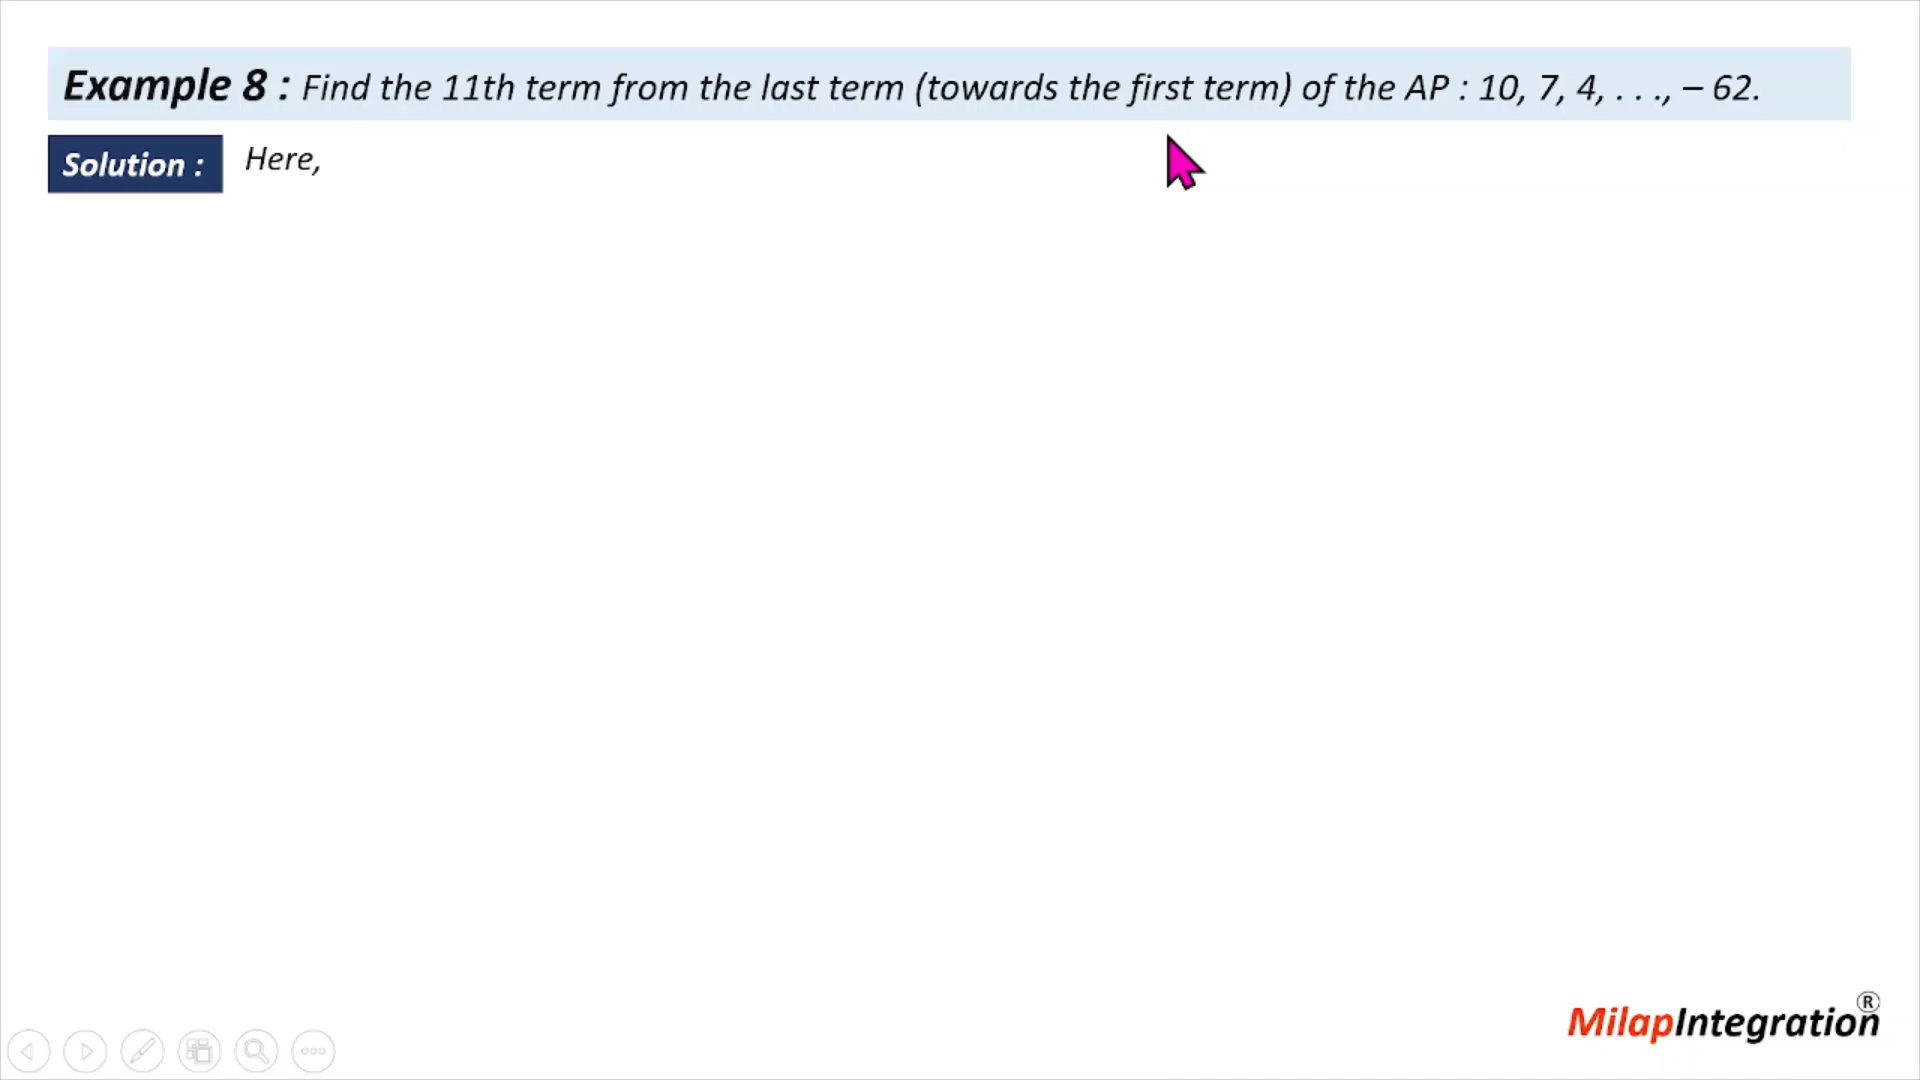 Example 8 : Find the 11th term from the last term (towards the first term) of the AP : 10, 7, 4, . . ., – 62.
Solution : Here,
MilapIntegration®